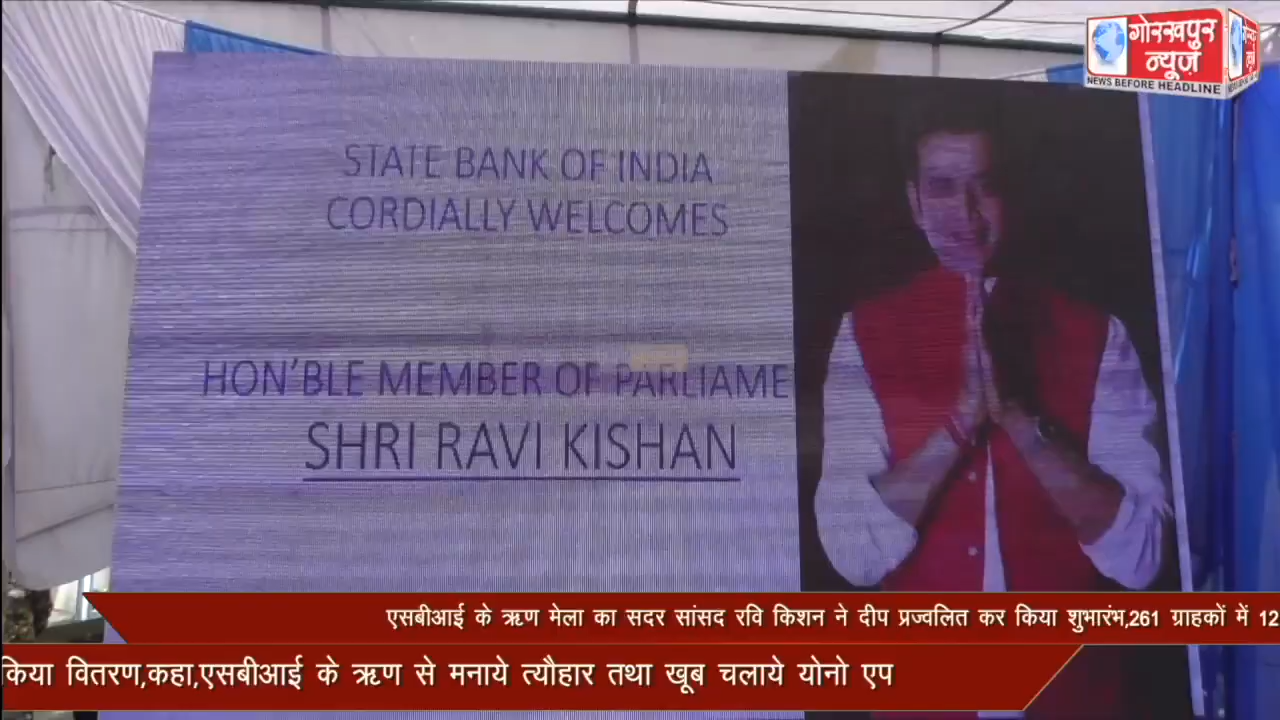 गोरखपुर
न्यूज़
NEWS BEFORE HEADLINE
STATE BANK OF INDIA
CORDIALLY WELCOMES
HON'BLE MEMBER OF PARLIAME
SHRI RAVI KISHAN
एसबीआई के ऋण मेला का सदर सांसद रवि किशन ने दीप प्रज्वलित कर किया शुभारंभ,261 ग्राहकों में 12
किया वितरण,कहा,एसबीआई के ऋण से मनाये त्यौहार तथा खूब चलाये योनो एप